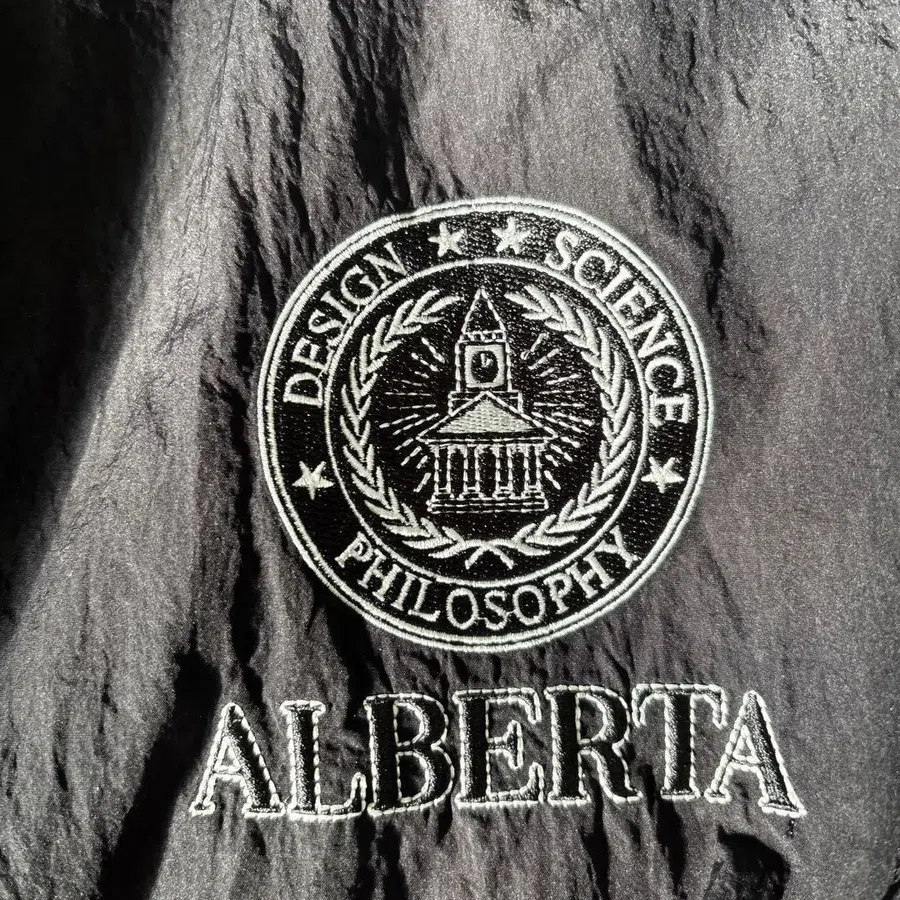 DESIGN ★ ★ SCIENCE
★ PHILOSOPHY ★
ALBERTA